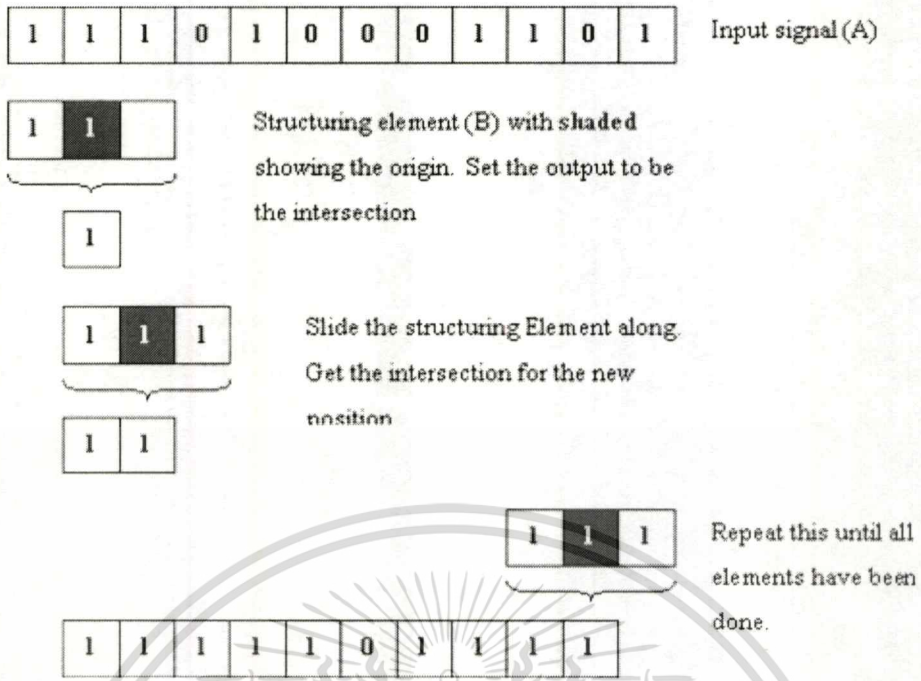 1 1 1 0 1 0 0 0 1 1 0 1 Input signal (A)
1 1
Structuring element (B) with shaded
showing the origin. Set the output to be
the intersection
1
1 1 1
Slide the structuring Element along.
Get the intersection for the new
position
1 1
1 1 1
Repeat this until all
elements have been
done.
1 1 1 1 1 0 1 1 1 1